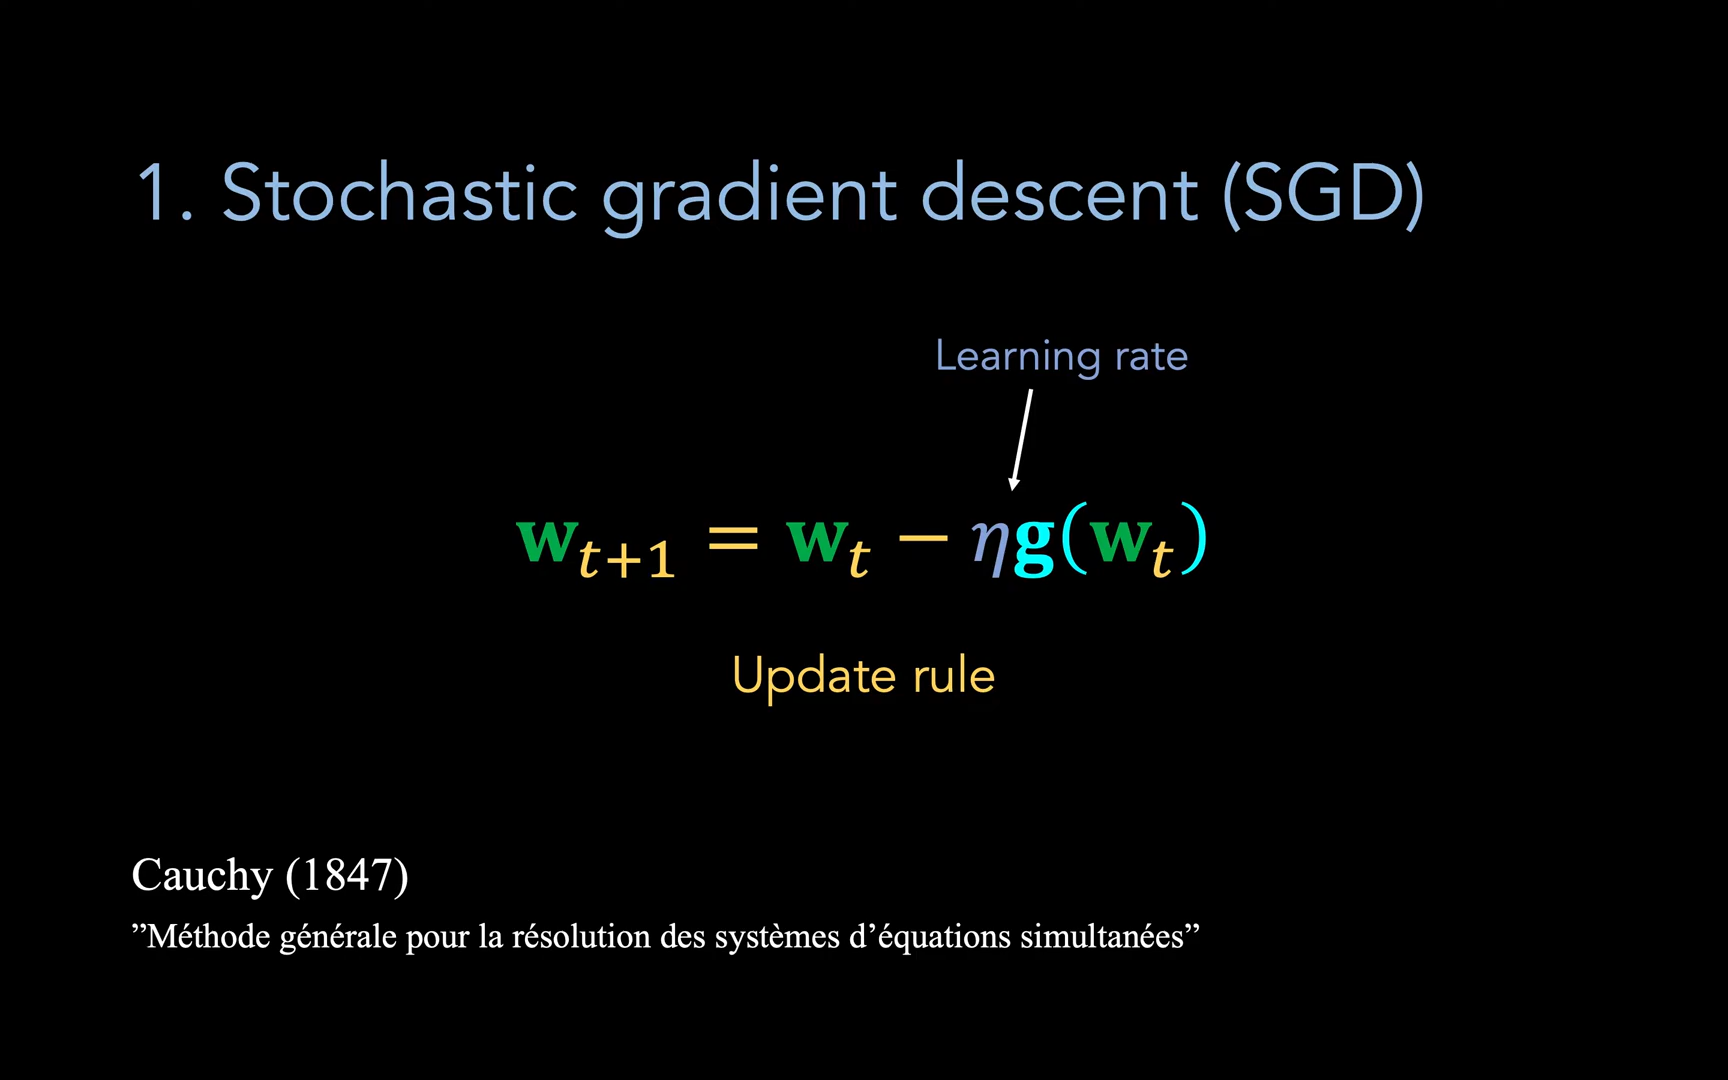 1. Stochastic gradient descent (SGD)
Learning rate
𝐰ₜ₊₁ = 𝐰ₜ − η𝐠(𝐰ₜ)
Update rule
Cauchy (1847)
”Méthode générale pour la résolution des systèmes d’équations simultanées”